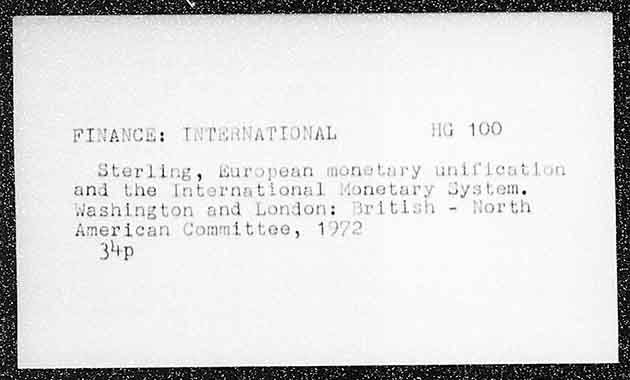 FINANCE: INTERNATIONAL HG 100
Sterling, European monetary unification
and the International Monetary System.
Washington and London: British - North
American Committee, 1972
34p